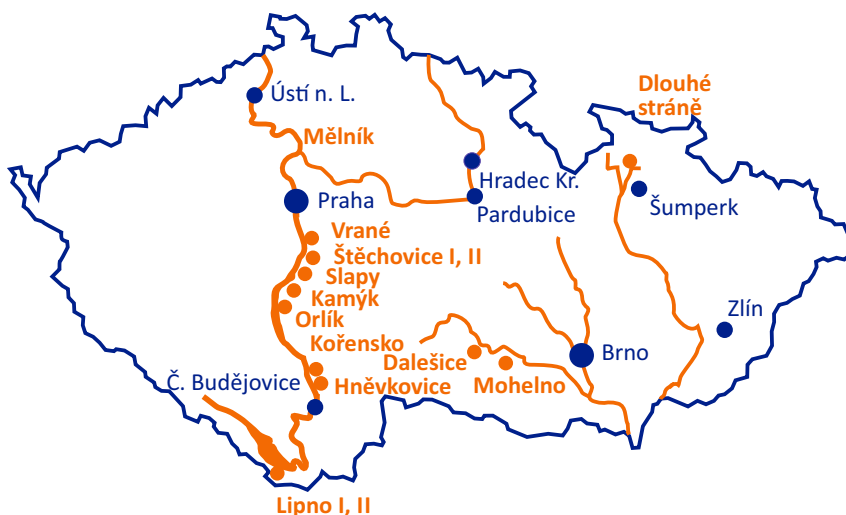 Dlouhé
stráně
Ústí n. L.
Mělník
Hradec Kr.
Praha
Pardubice
Šumperk
Vrané
Štěchovice I, II
Slapy
Kamýk
Orlík
Zlín
Kořensko
Dalešice
Brno
Č. Budějovice
Hněvkovice
Mohelno
Lipno I, II